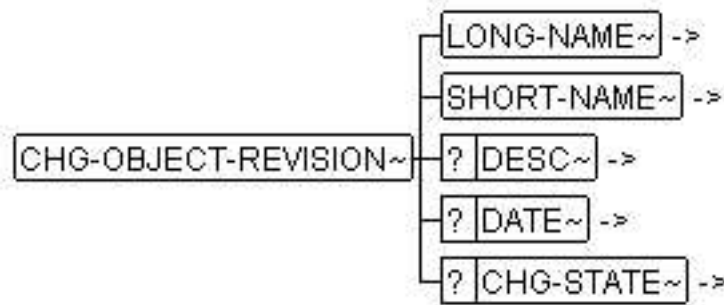 LONG-NAME~ ->
SHORT-NAME~ ->
CHG-OBJECT-REVISION~ ? DESC~ ->
? DATE~ ->
? CHG-STATE~ ->